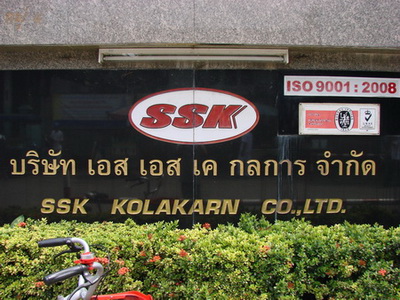 SSK
ISO 9001 : 2008
บริษัท เอส เอส เค กลการ จำกัด
SSK KOLAKARN CO.,LTD.